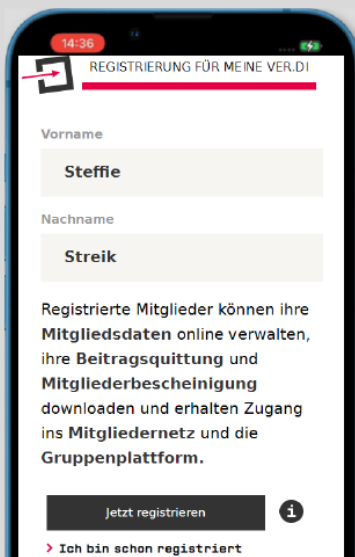 14:36
REGISTRIERUNG FÜR MEINE VER.DI
Vorname
Steffie
Nachname
Streik
Registrierte Mitglieder können ihre
Mitgliedsdaten online verwalten,
ihre Beitragsquittung und
Mitgliederbescheinigung
downloaden und erhalten Zugang
ins Mitgliedernetz und die
Gruppenplattform.
Jetzt registrieren i
> Ich bin schon registriert